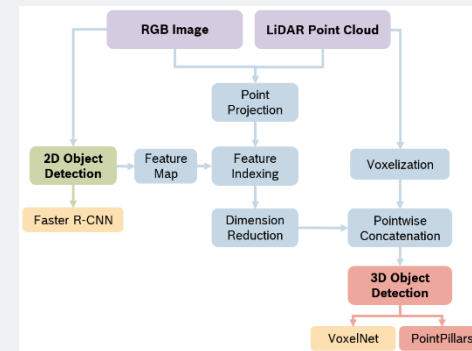 RGB Image
LiDAR Point Cloud
Point
Projection
2D Object
Detection
Feature
Map
Feature
Indexing
Voxelization
Faster R-CNN
Dimension
Reduction
Pointwise
Concatenation
3D Object
Detection
VoxelNet
PointPillars